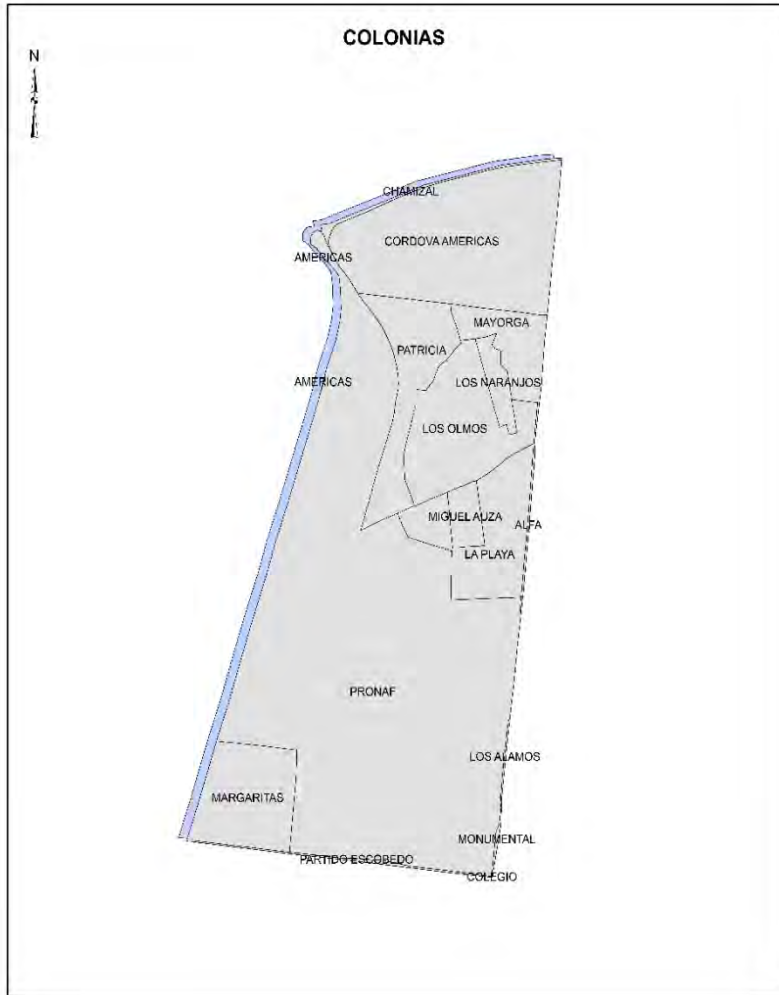 COLONIAS
N
CHAMIZAL
CORDOVA AMERICAS
AMERICAS
MAYORGA
PATRICIA
AMERICAS
LOS NARANJOS
LOS OLMOS
MIGUEL AUZA
ALFA
LA PLAYA
PRONAF
LOS ALAMOS
MARGARITAS
MONUMENTAL
PARTIDO ESCOBEDO
COLEGIO